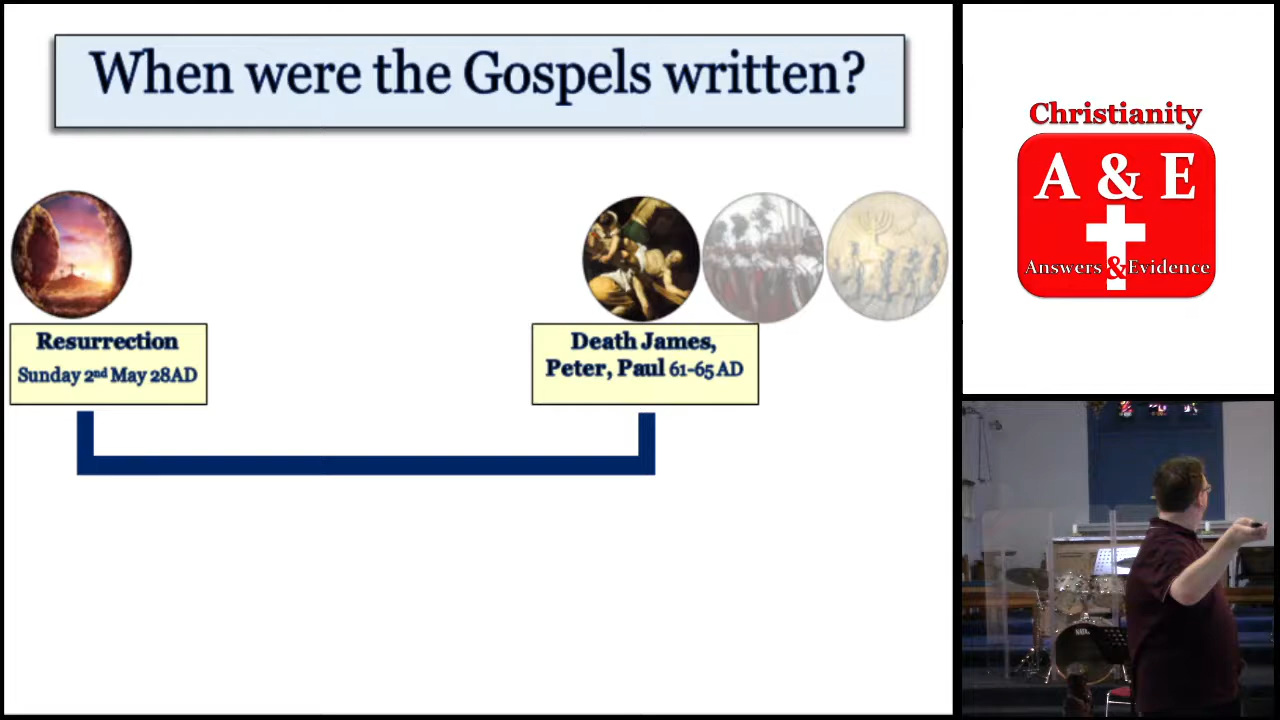 When were the Gospels written?
Resurrection
Sunday 2nd May 28AD
Death James,
Peter, Paul 61-65 AD
Christianity
A & E
Answers & Evidence